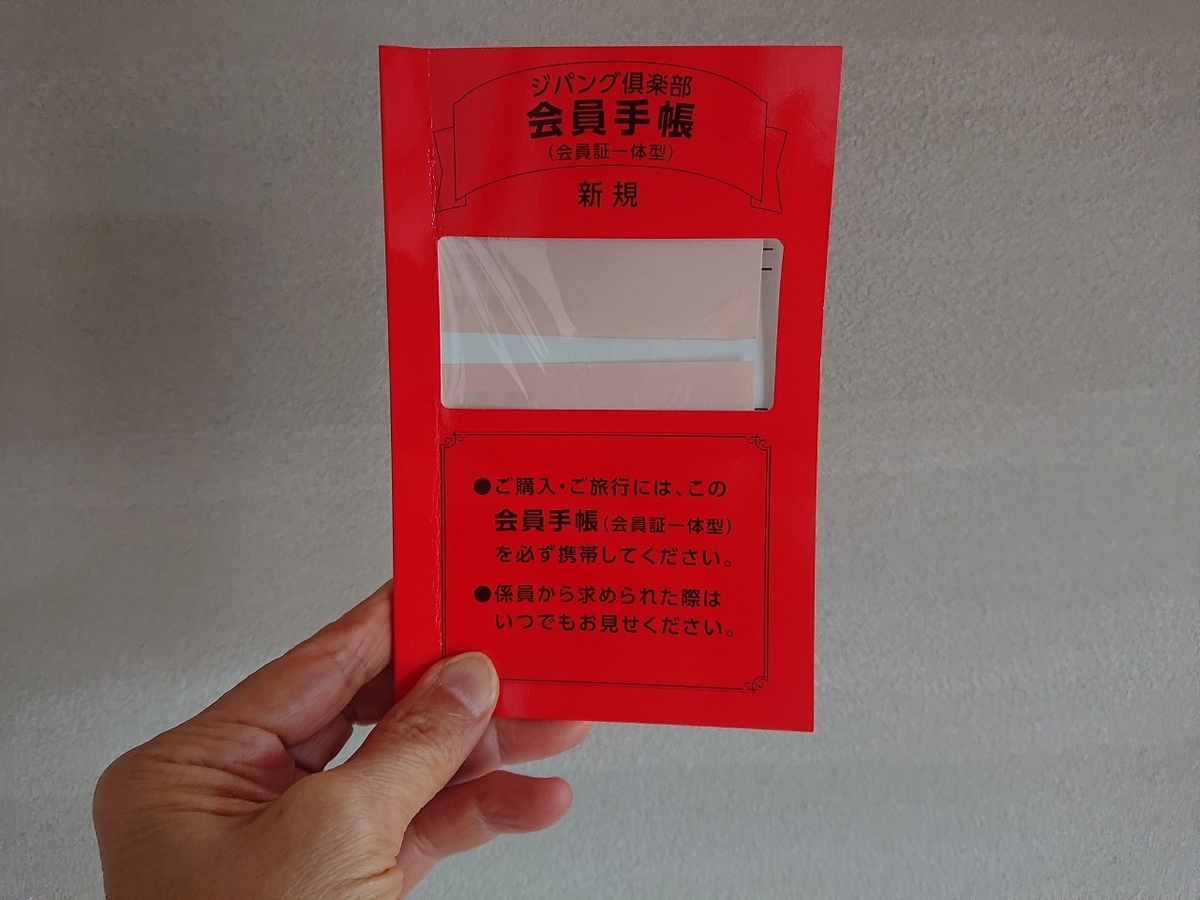 ジパング倶楽部
会員手帳
(会員証一体型)
新規
●ご購入・ご旅行には、この
会員手帳(会員証一体型)
を必ず携帯してください。
●係員から求められた際は
いつでもお見せください。